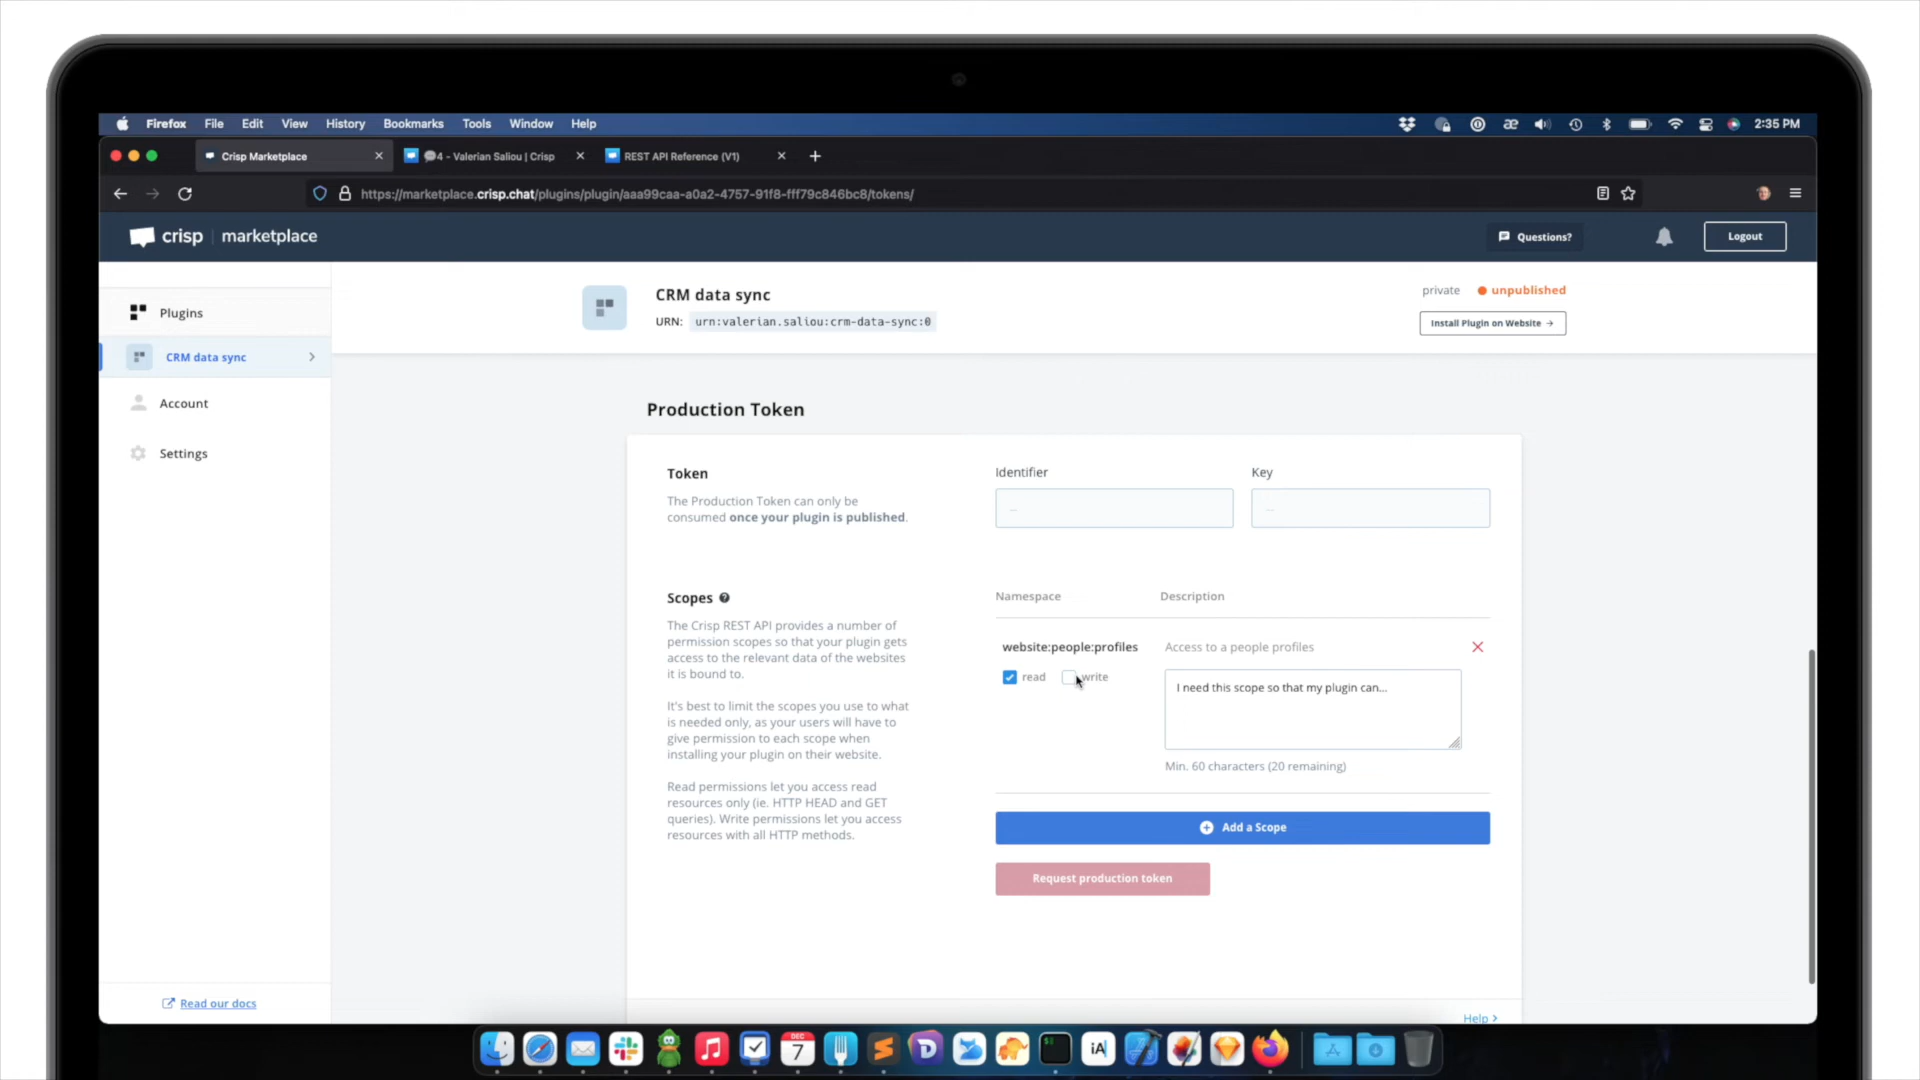 Firefox File Edit View History Bookmarks Tools Window Help 2:35 PM
Crisp Marketplace
4 - Valerian Saliou | Crisp
REST API Reference (V1)
https://marketplace.crisp.chat/plugins/plugin/aaa99caa-a0a2-4757-91f8-fff79c846bc8/tokens/
crisp | marketplace
Questions?
Logout
Plugins
CRM data sync
Account
Settings
Read our docs
CRM data sync
URN: urn:valerian.saliou:crm-data-sync:0
private unpublished
Install Plugin on Website →
Production Token
Token
The Production Token can only be
consumed once your plugin is published.
Identifier
Key
Scopes
The Crisp REST API provides a number of
permission scopes so that your plugin gets
access to the relevant data of the websites
it is bound to.
It's best to limit the scopes you use to what
is needed only, as your users will have to
give permission to each scope when
installing your plugin on their website.
Read permissions let you access read
resources only (ie. HTTP HEAD and GET
queries). Write permissions let you access
resources with all HTTP methods.
Namespace
Description
website:people:profiles
Access to a people profiles
read write
I need this scope so that my plugin can...
Min. 60 characters (20 remaining)
Add a Scope
Request production token
Help
DEC
7
iA